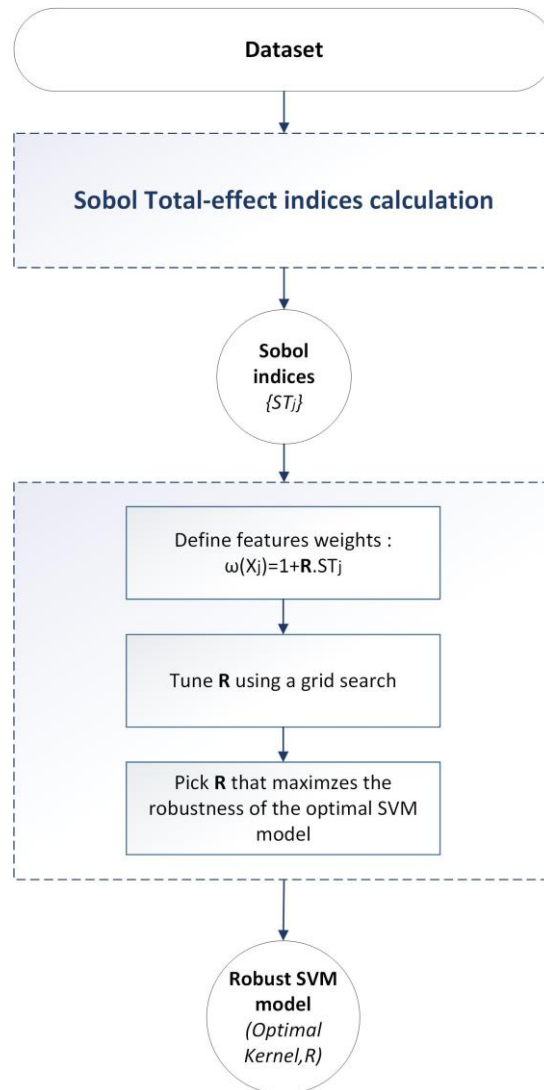 Dataset
Sobol Total-effect indices calculation
Sobol
indices
{STj}
Define features weights :
ω(Xj)=1+R.STj
Tune R using a grid search
Pick R that maximzes the
robustness of the optimal SVM
model
Robust SVM
model
(Optimal
Kernel,R)